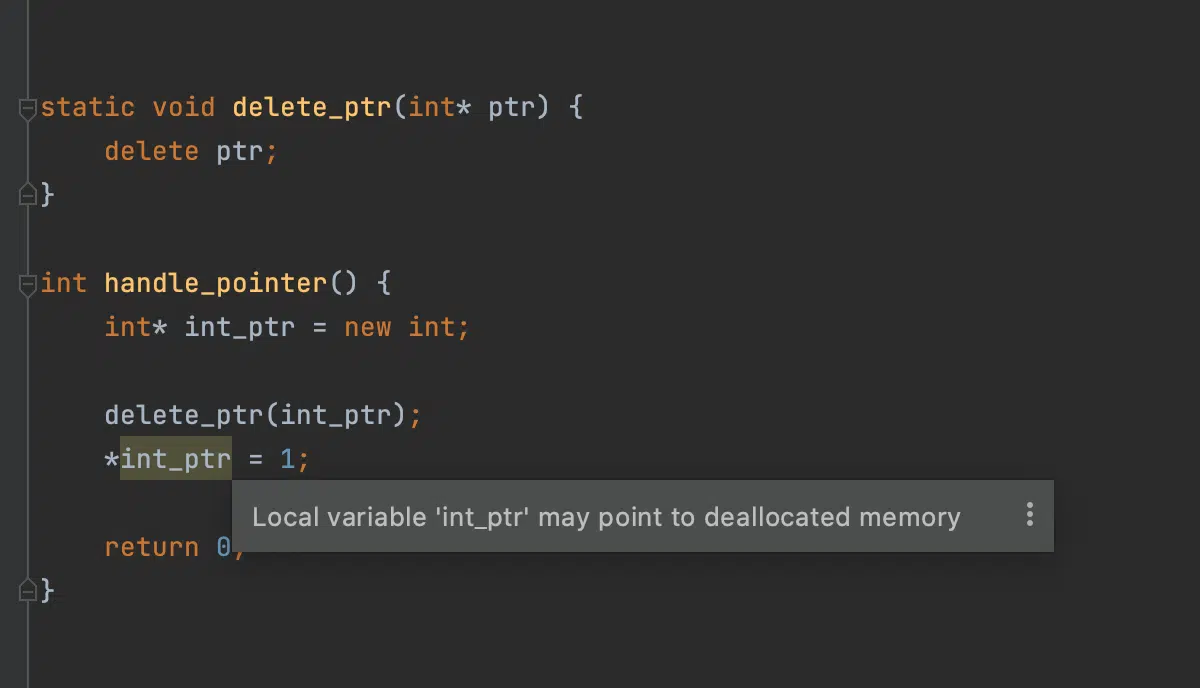 static void delete_ptr(int* ptr) {
    delete ptr;
}
int handle_pointer() {
    int* int_ptr = new int;
    delete_ptr(int_ptr);
    *int_ptr = 1;
Local variable 'int_ptr' may point to deallocated memory
    return 0;
}